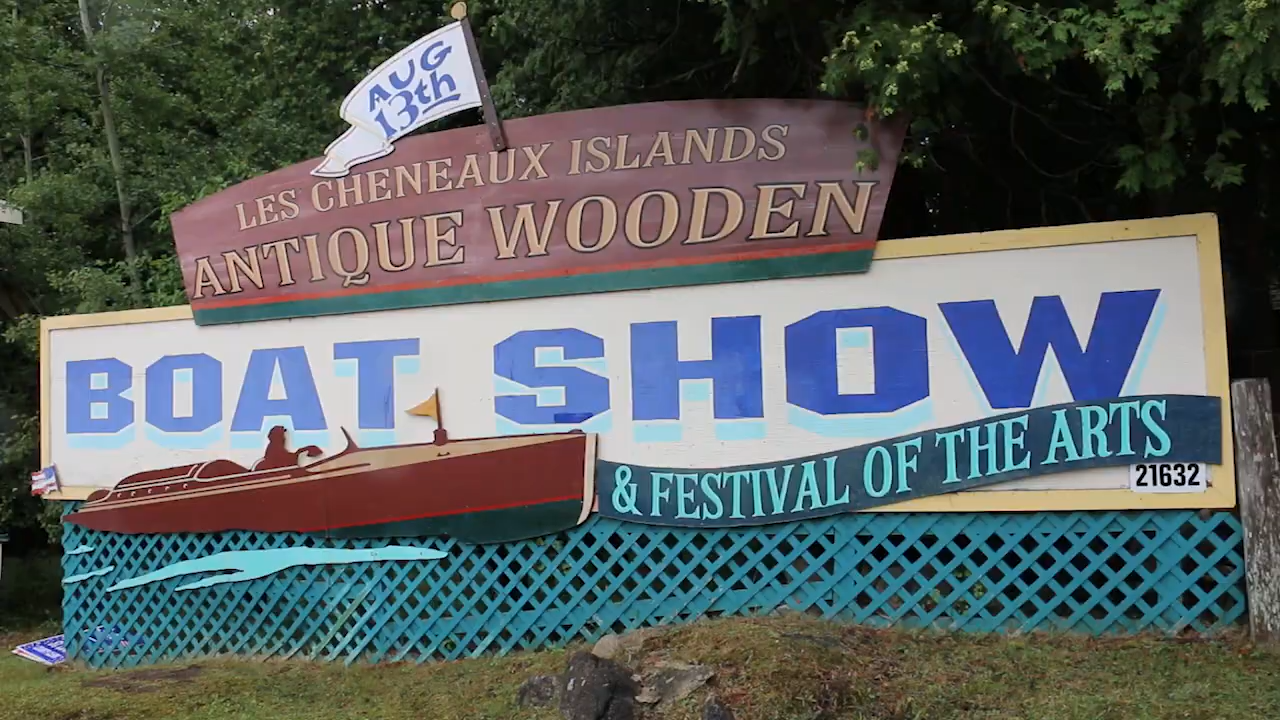 AUG
13th
LES CHENEAUX ISLANDS
ANTIQUE WOODEN
BOAT SHOW
& FESTIVAL OF THE ARTS
21632